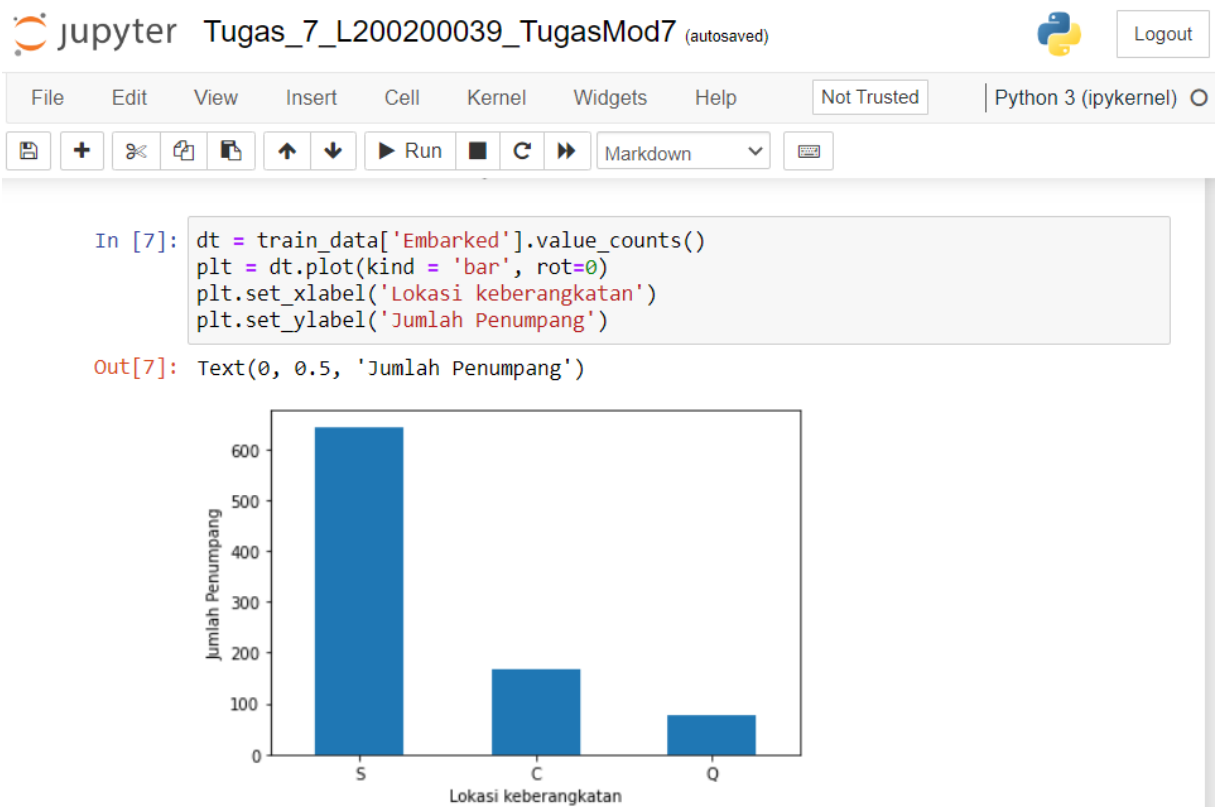 jupyter Tugas_7_L200200039_TugasMod7 (autosaved) Logout
File Edit View Insert Cell Kernel Widgets Help Not Trusted Python 3 (ipykernel)
Run Markdown
In [7]: dt = train_data['Embarked'].value_counts()
plt = dt.plot(kind = 'bar', rot=0)
plt.set_xlabel('Lokasi keberangkatan')
plt.set_ylabel('Jumlah Penumpang')
Out[7]: Text(0, 0.5, 'Jumlah Penumpang')
Jumlah Penumpang
600
500
400
300
200
100
0
S C Q
Lokasi keberangkatan